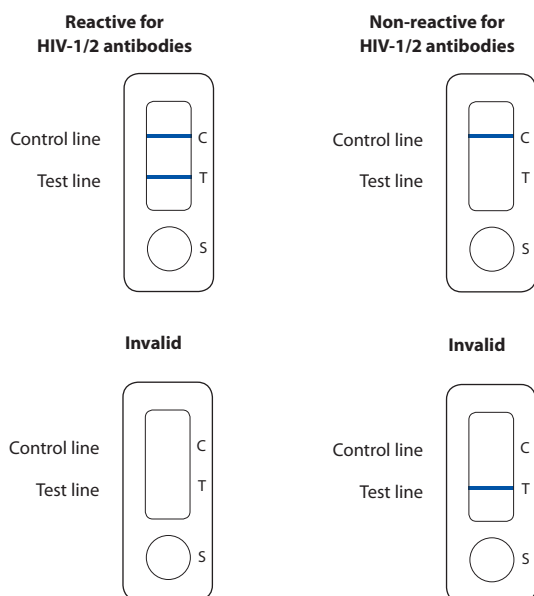 Reactive for
HIV-1/2 antibodies
Control line
C
Test line
T
S
Non-reactive for
HIV-1/2 antibodies
Control line
C
Test line
T
S
Invalid
Control line
C
Test line
T
S
Invalid
Control line
C
Test line
T
S